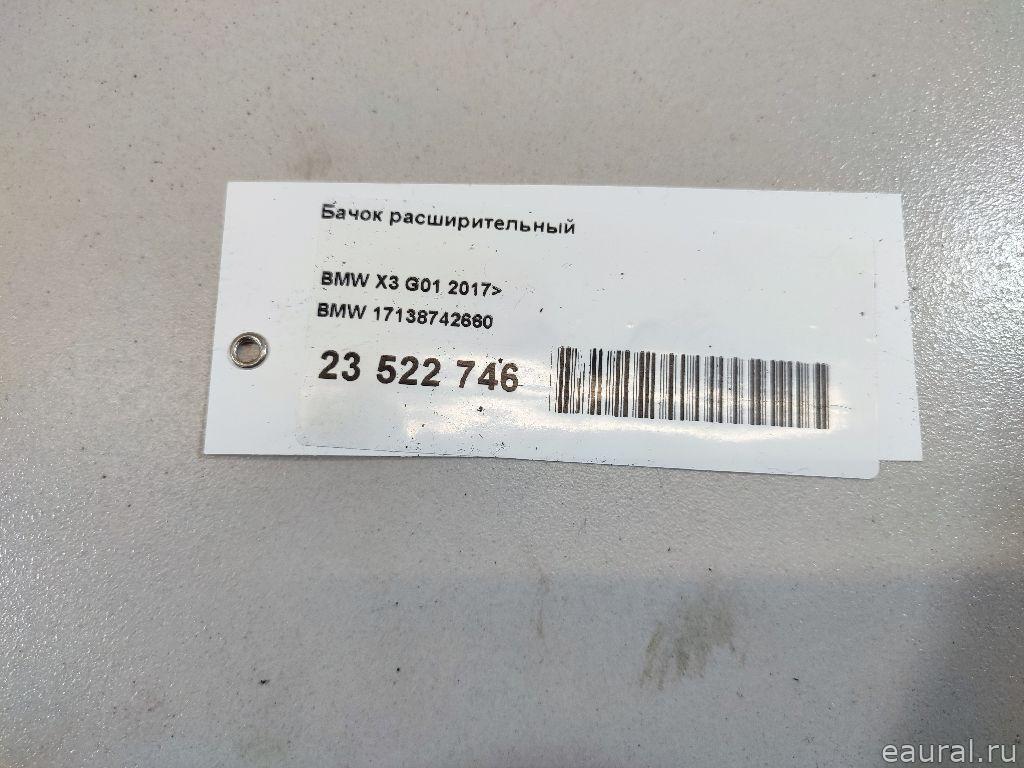 Бачок расширительный
BMW X3 G01 2017>
BMW 17138742660
23 522 746
eaural.ru